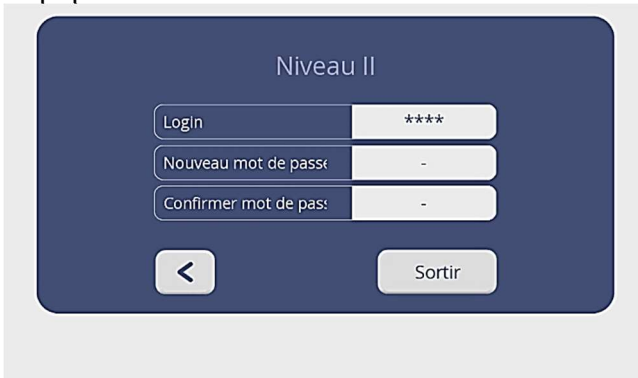 Niveau II
Login ****
Nouveau mot de passe -
Confirmer mot de pas: -
<
Sortir